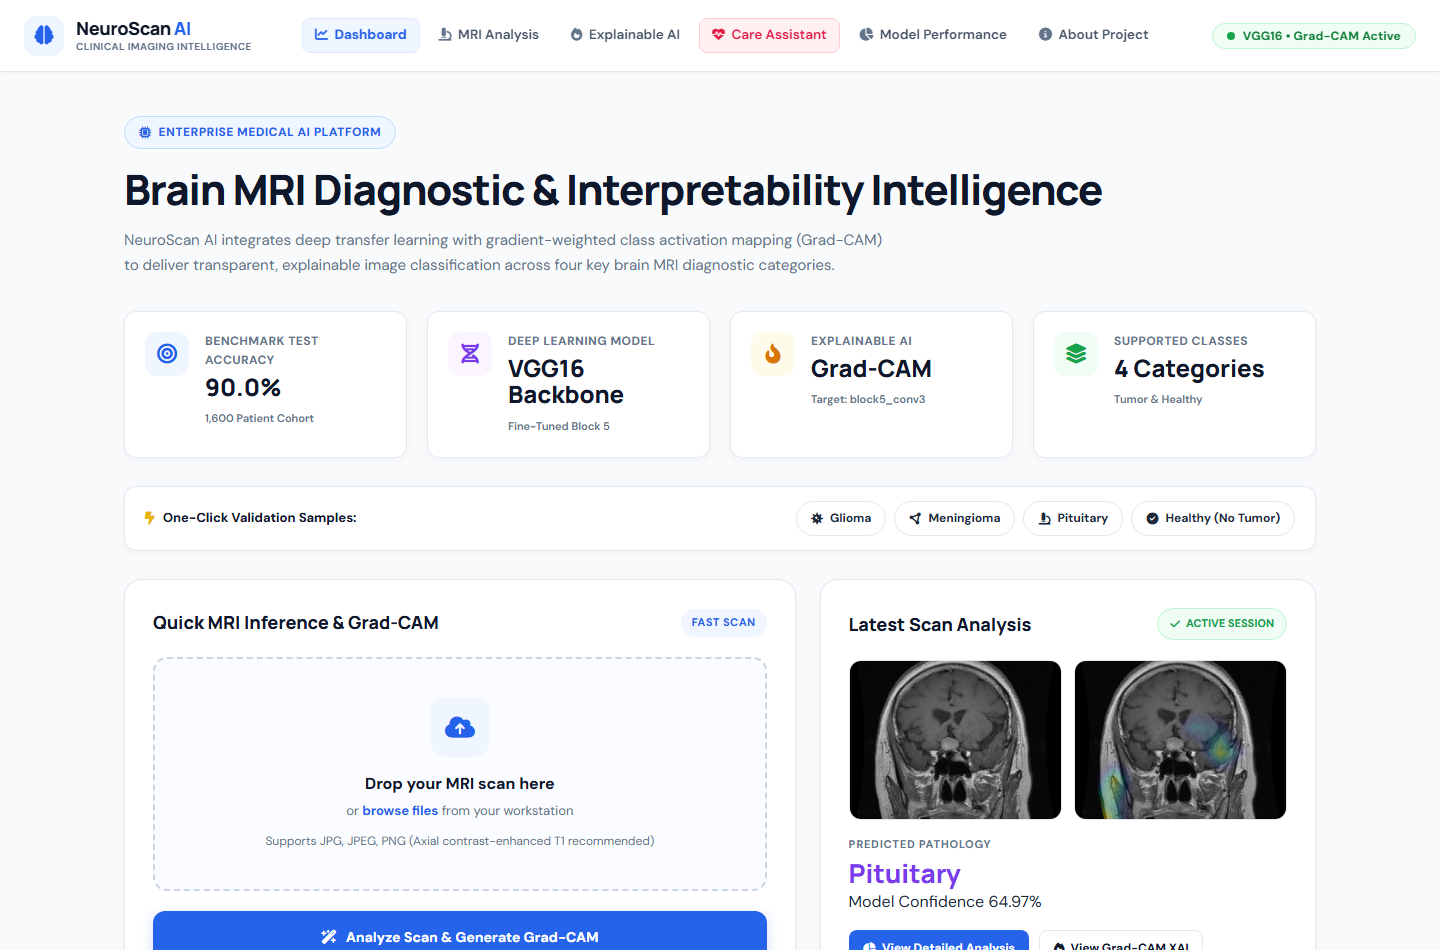 NeuroScan AI
CLINICAL IMAGING INTELLIGENCE
Dashboard
MRI Analysis
Explainable AI
Care Assistant
Model Performance
About Project
VGG16 • Grad-CAM Active
ENTERPRISE MEDICAL AI PLATFORM
Brain MRI Diagnostic & Interpretability Intelligence
NeuroScan AI integrates deep transfer learning with gradient-weighted class activation mapping (Grad-CAM)
to deliver transparent, explainable image classification across four key brain MRI diagnostic categories.
BENCHMARK TEST
ACCURACY
90.0%
1,600 Patient Cohort
DEEP LEARNING MODEL
VGG16
Backbone
Fine-Tuned Block 5
EXPLAINABLE AI
Grad-CAM
Target: block5_conv3
SUPPORTED CLASSES
4 Categories
Tumor & Healthy
One-Click Validation Samples:
Glioma
Meningioma
Pituitary
Healthy (No Tumor)
Quick MRI Inference & Grad-CAM
FAST SCAN
Drop your MRI scan here
or browse files from your workstation
Supports JPG, JPEG, PNG (Axial contrast-enhanced T1 recommended)
Analyze Scan & Generate Grad-CAM
Latest Scan Analysis
ACTIVE SESSION
PREDICTED PATHOLOGY
Pituitary
Model Confidence 64.97%
View Detailed Analysis
View Grad-CAM XAI